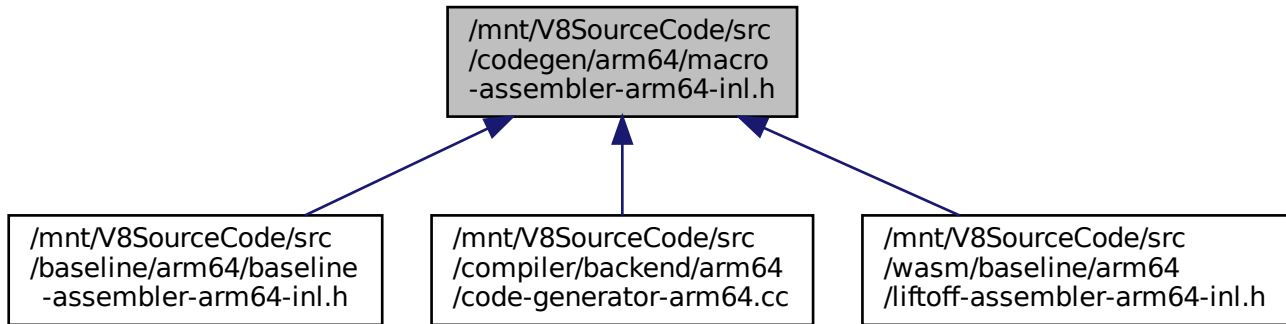 /mnt/V8SourceCode/src
/codegen/arm64/macro
-assembler-arm64-inl.h
/mnt/V8SourceCode/src
/baseline/arm64/baseline
-assembler-arm64-inl.h
/mnt/V8SourceCode/src
/compiler/backend/arm64
/code-generator-arm64.cc
/mnt/V8SourceCode/src
/wasm/baseline/arm64
/liftoff-assembler-arm64-inl.h